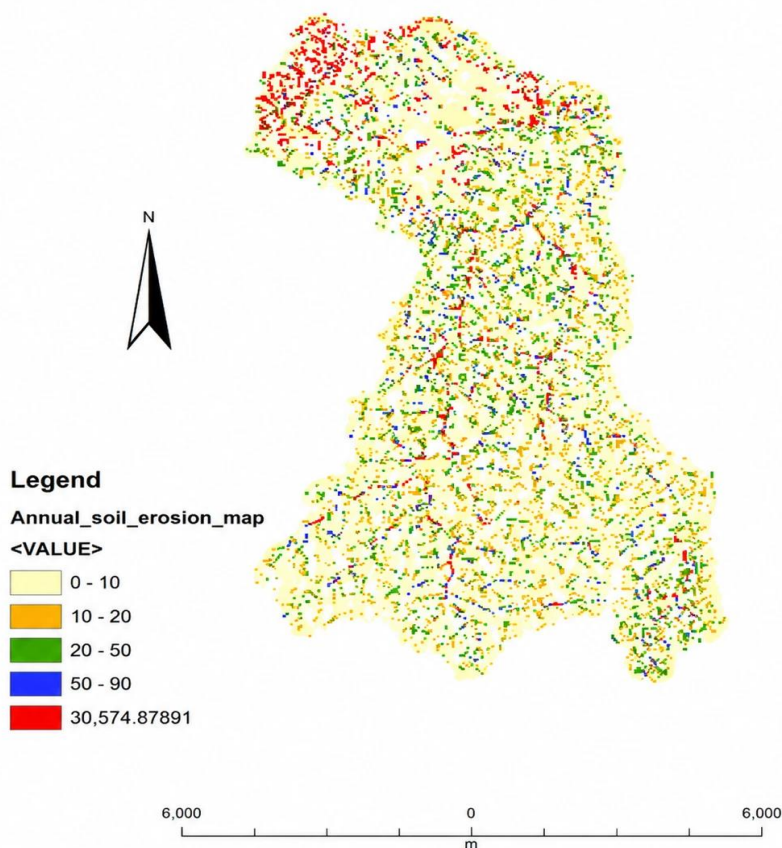 N
Legend
Annual_soil_erosion_map
<VALUE>
0 - 10
10 - 20
20 - 50
50 - 90
30,574.87891
6,000 0 6,000
m